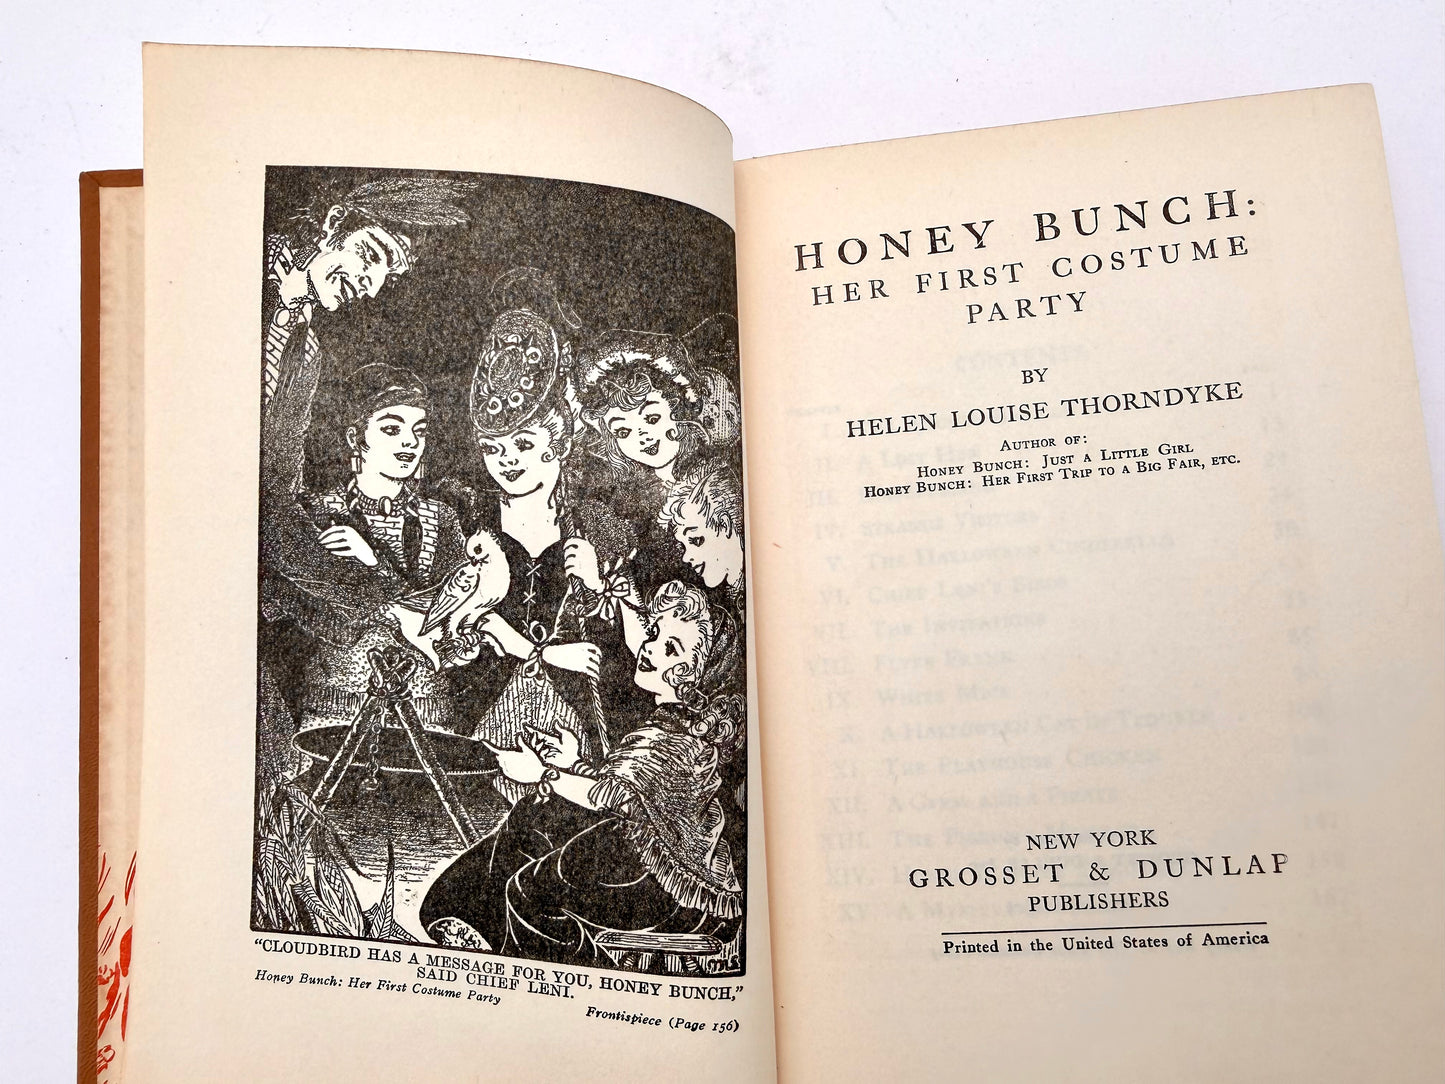 "CLOUDBIRD HAS A MESSAGE FOR YOU, HONEY BUNCH,"
SAID CHIEF LENI.
Honey Bunch: Her First Costume Party
Frontispiece (Page 156)
HONEY BUNCH:
HER FIRST COSTUME
PARTY
BY
HELEN LOUISE THORNDYKE
AUTHOR OF:
HONEY BUNCH: JUST A LITTLE GIRL
HONEY BUNCH: HER FIRST TRIP TO A BIG FAIR, ETC.
NEW YORK
GROSSET & DUNLAP
PUBLISHERS
Printed in the United States of America